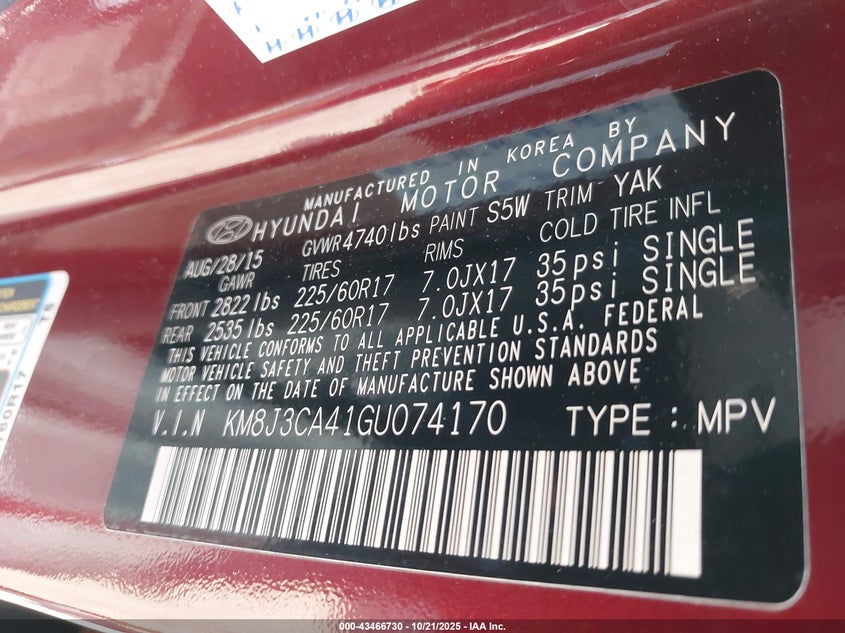 MANUFACTURED IN KOREA BY
HYUNDAI MOTOR COMPANY
AUG/28/15 GVWR 4740lbs PAINT S5W TRIM YAK
GAWR TIRES RIMS COLD TIRE INFL
FRONT 2822 lbs 225/60R17 7.0JX17 35psi SINGLE
REAR 2535 lbs 225/60R17 7.0JX17 35psi SINGLE
THIS VEHICLE CONFORMS TO ALL APPLICABLE U.S.A. FEDERAL
MOTOR VEHICLE SAFETY AND THEFT PREVENTION STANDARDS
IN EFFECT ON THE DATE OF MANUFACTURE SHOWN ABOVE
V.I.N KM8J3CA41GU074170 TYPE: MPV
000-43466730 - 10/21/2025 - IAA Inc.